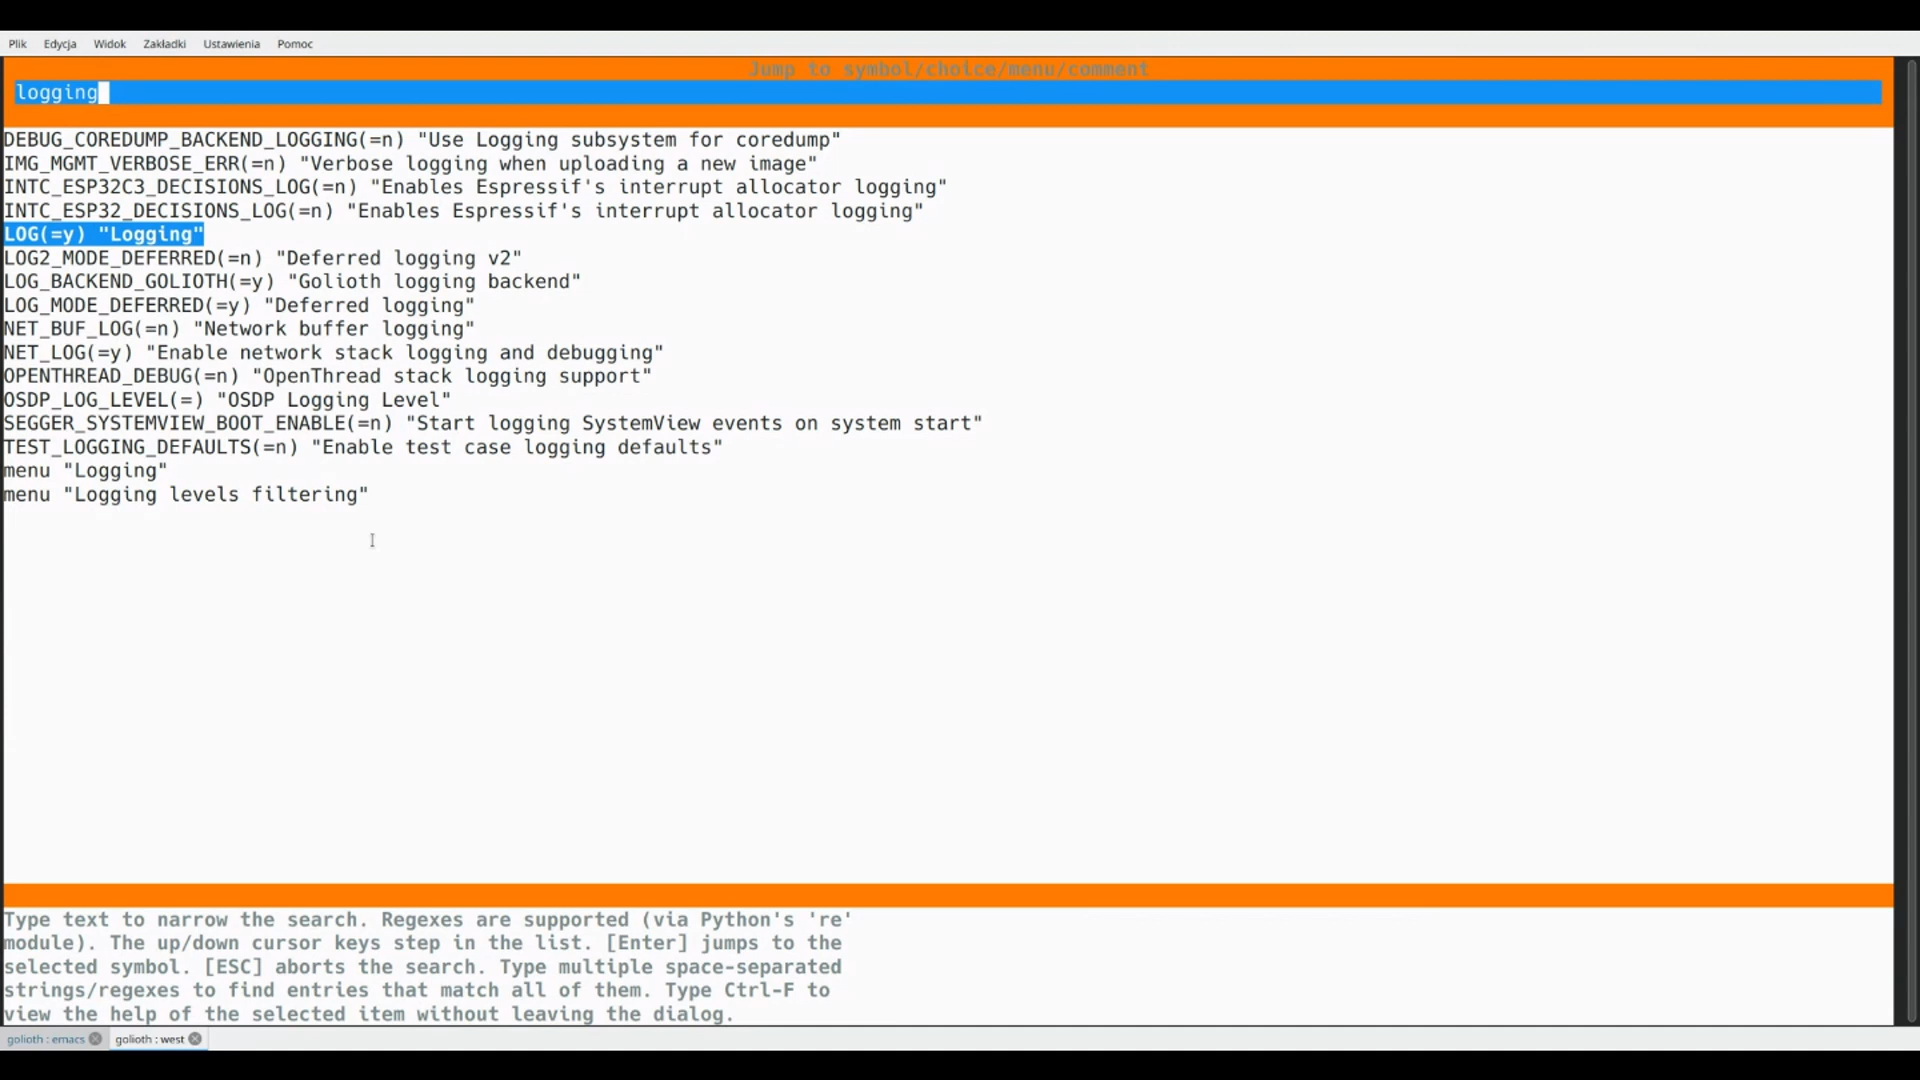 Plik Edycja Widok Zakładki Ustawienia Pomoc
Jump to symbol/choice/menu/comment
logging
DEBUG_COREDUMP_BACKEND_LOGGING(=n) "Use Logging subsystem for coredump"
IMG_MGMT_VERBOSE_ERR(=n) "Verbose logging when uploading a new image"
INTC_ESP32C3_DECISIONS_LOG(=n) "Enables Espressif's interrupt allocator logging"
INTC_ESP32_DECISIONS_LOG(=n) "Enables Espressif's interrupt allocator logging"
LOG(=y) "Logging"
LOG2_MODE_DEFERRED(=n) "Deferred logging v2"
LOG_BACKEND_GOLIOTH(=y) "Golioth logging backend"
LOG_MODE_DEFERRED(=y) "Deferred logging"
NET_BUF_LOG(=n) "Network buffer logging"
NET_LOG(=y) "Enable network stack logging and debugging"
OPENTHREAD_DEBUG(=n) "OpenThread stack logging support"
OSDP_LOG_LEVEL(=) "OSDP Logging Level"
SEGGER_SYSTEMVIEW_BOOT_ENABLE(=n) "Start logging SystemView events on system start"
TEST_LOGGING_DEFAULTS(=n) "Enable test case logging defaults"
menu "Logging"
menu "Logging levels filtering"
Type text to narrow the search. Regexes are supported (via Python's 're'
module). The up/down cursor keys step in the list. [Enter] jumps to the
selected symbol. [ESC] aborts the search. Type multiple space-separated
strings/regexes to find entries that match all of them. Type Ctrl-F to
view the help of the selected item without leaving the dialog.
golioth : emacs golioth : west